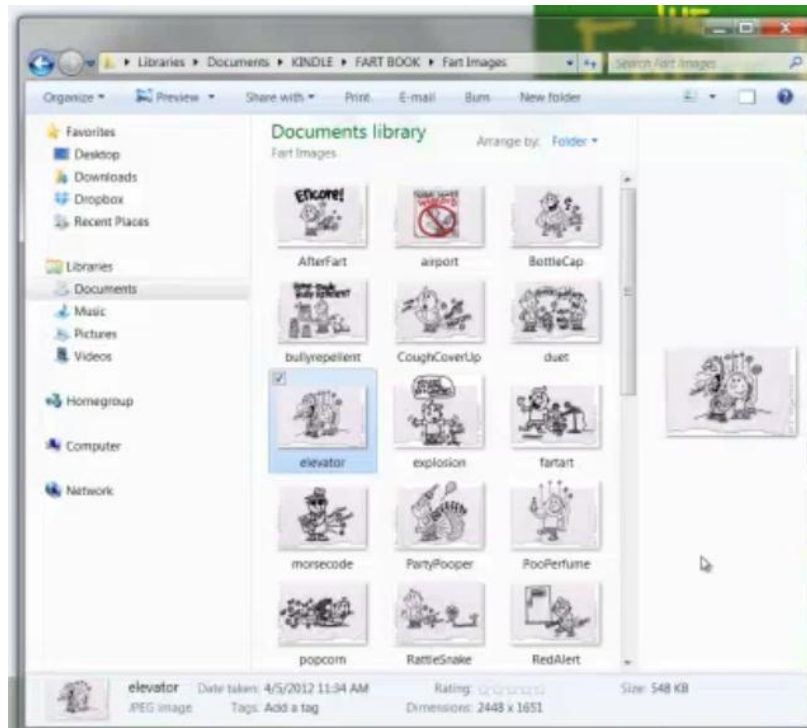 Libraries ▸ Documents ▸ KINDLE ▸ FART BOOK ▸ Fart Images
Search Fart Images
Organize Preview Share with Print E-mail Burn New folder
Favorites
Desktop
Downloads
Dropbox
Recent Places
Libraries
Documents
Music
Pictures
Videos
Homegroup
Computer
Network
Documents library
Fart Images
Arrange by: Folder
Encore!
AfterFart airport BottleCap
bullyrepellent CoughCoverUp duet
elevator explosion fartart
morsecode PartyPooper PooPerfume
popcorn RattleSnake RedAlert
elevator Date taken: 4/5/2012 11:34 AM Rating: Size: 548 KB
JPEG image Tags: Add a tag Dimensions: 2448 x 1651